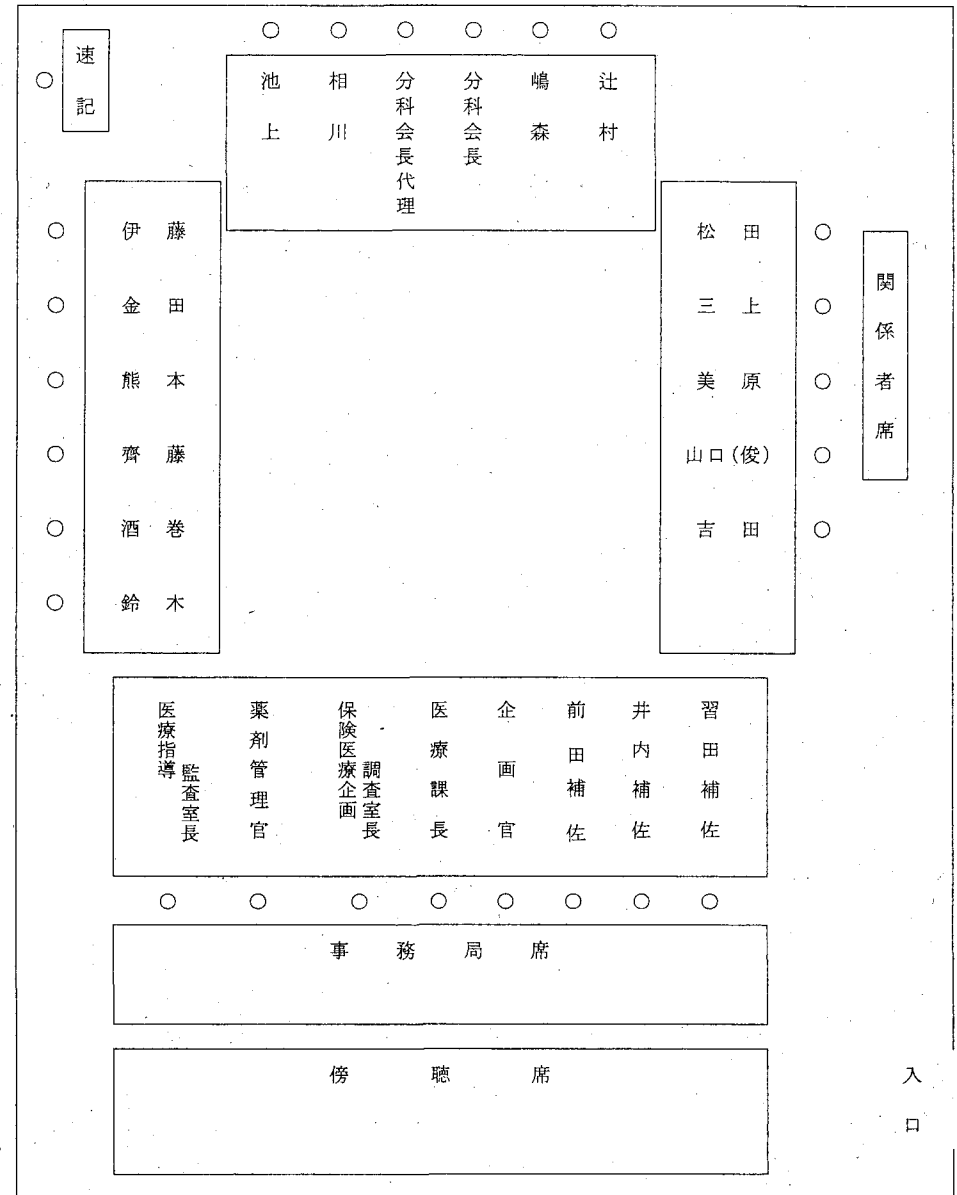 速記
池上
相川
分科会長代理
分科会長
嶋森
辻村
伊藤
金田
熊本
齊藤
酒巻
鈴木
松田
三上
美原
山口(俊)
吉田
関係者席
医療指導
監査室長
薬剤管理官
保険医療企画
調査室長
医療課長
企画官
前田補佐
井内補佐
習田補佐
事務局席
傍聴席
入口